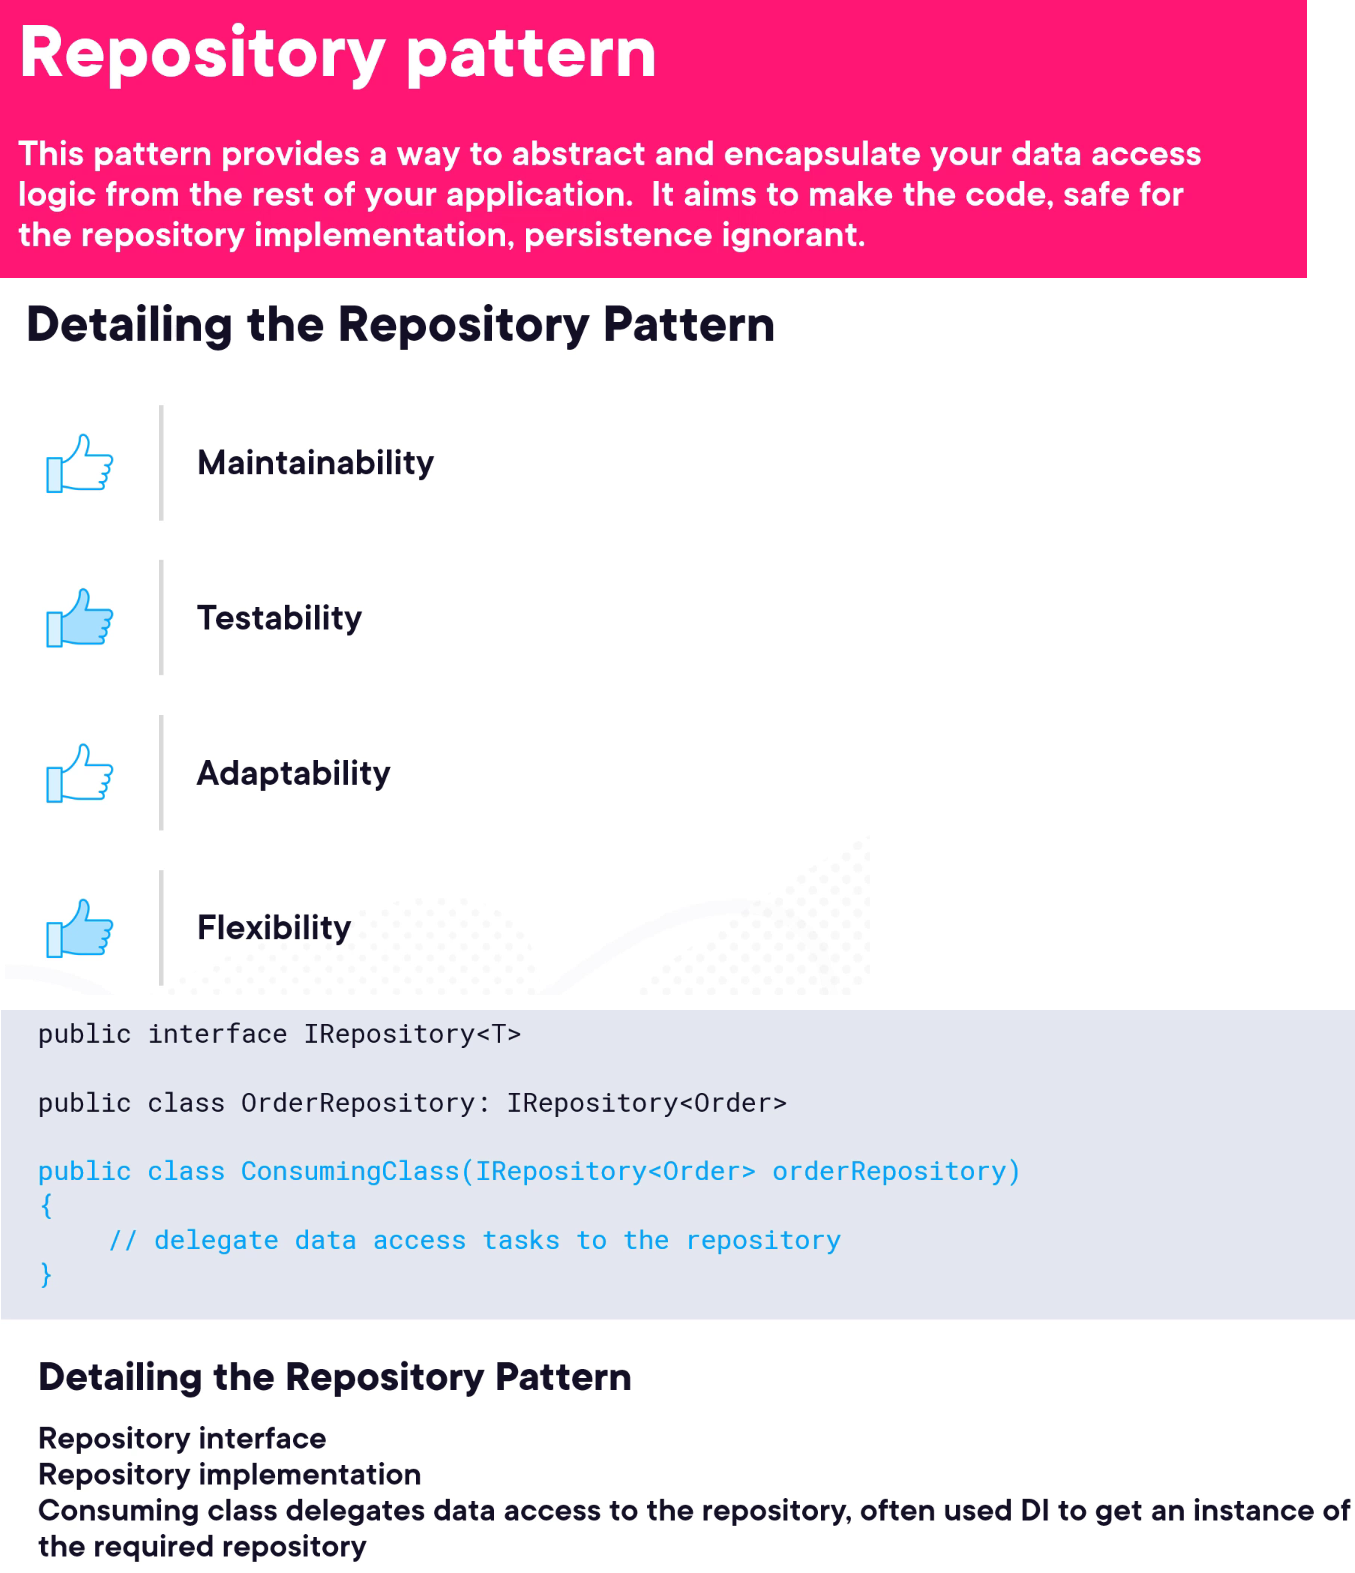 Repository pattern
This pattern provides a way to abstract and encapsulate your data access
logic from the rest of your application.  It aims to make the code, safe for
the repository implementation, persistence ignorant.
Detailing the Repository Pattern
Maintainability
Testability
Adaptability
Flexibility
public interface IRepository<T>
public class OrderRepository: IRepository<Order>
public class ConsumingClass(IRepository<Order> orderRepository)
{
// delegate data access tasks to the repository
}
Detailing the Repository Pattern
Repository interface
Repository implementation
Consuming class delegates data access to the repository, often used DI to get an instance of
the required repository